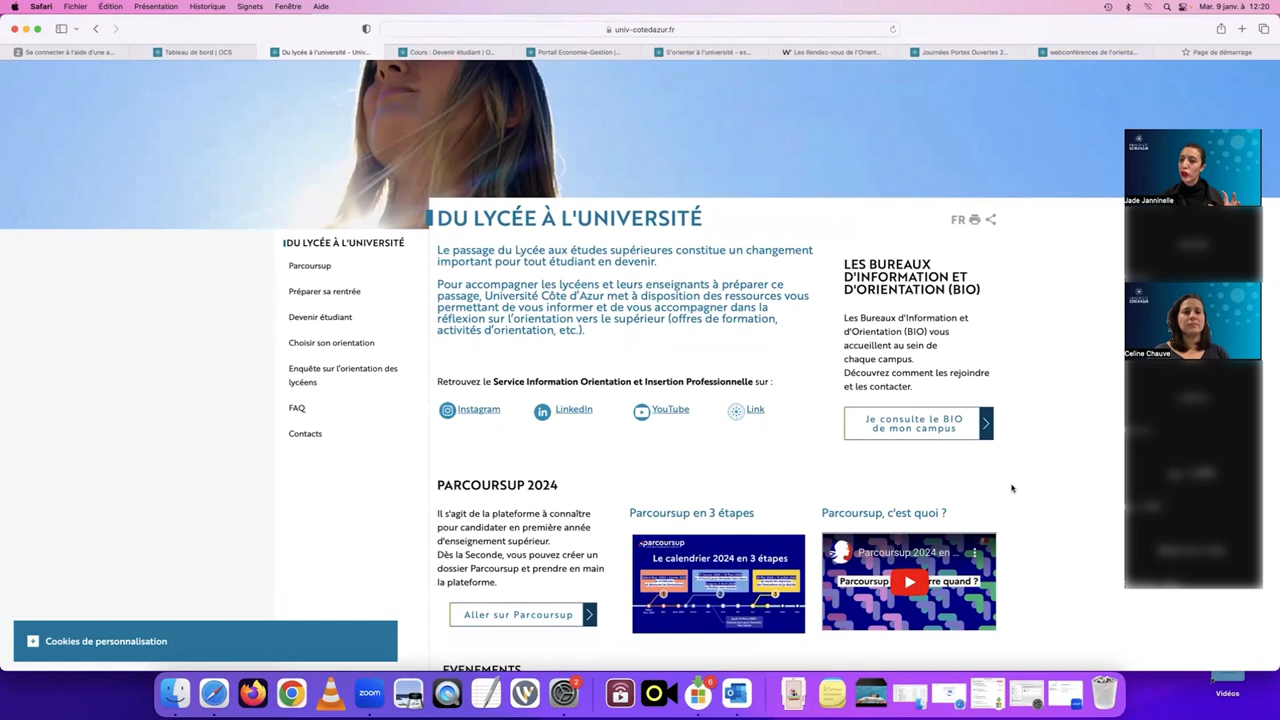 Safari Fichier Édition Présentation Historique Signets Fenêtre Aide
Mar. 9 janv. à 12:20
univ-cotedazur.fr
Se connecter à l'aide d'une a...
Tableau de bord | OCS
Du lycée à l'université - Univ...
Cours : Devenir étudiant | O...
Portail Economie-Gestion |...
S'orienter à l'université - es...
Les Rendez-vous de l'Orient...
Journées Portes Ouvertes 2...
webconférences de l'orienta...
Page de démarrage
DU LYCÉE À L'UNIVERSITÉ
Parcoursup
Préparer sa rentrée
Devenir étudiant
Choisir son orientation
Enquête sur l'orientation des
lycéens
FAQ
Contacts
DU LYCÉE À L'UNIVERSITÉ
FR
Le passage du Lycée aux études supérieures constitue un changement
important pour tout étudiant en devenir.
Pour accompagner les lycéens et leurs enseignants à préparer ce
passage, Université Côte d'Azur met à disposition des ressources vous
permettant de vous informer et de vous accompagner dans la
réflexion sur l'orientation vers le supérieur (offres de formation,
activités d'orientation, etc.).
Retrouvez le Service Information Orientation et Insertion Professionnelle sur :
Instagram
LinkedIn
YouTube
Link
LES BUREAUX
D'INFORMATION ET
D'ORIENTATION (BIO)
Les Bureaux d'Information et
d'Orientation (BIO) vous
accueillent au sein de
chaque campus.
Découvrez comment les rejoindre
et les contacter.
Je consulte le BIO
de mon campus
PARCOURSUP 2024
Il s'agit de la plateforme à connaître
pour candidater en première année
d'enseignement supérieur.
Dès la Seconde, vous pouvez créer un
dossier Parcoursup et prendre en main
la plateforme.
Aller sur Parcoursup
Parcoursup en 3 étapes
parcoursup
Le calendrier 2024 en 3 étapes
Parcoursup, c'est quoi ?
Parcoursup 2024 en ...
EVENEMENTS
Cookies de personnalisation
Jade Janninelle
Celine Chauve
zoom
2
6
Vidéos